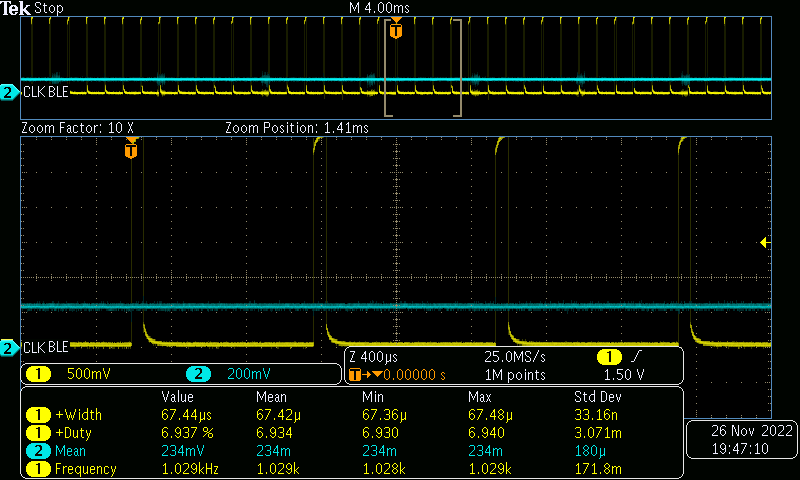 Tek Stop M 4.00ms
T
2 CLK BLE
Zoom Factor: 10 X Zoom Position: 1.41ms
T
2 CLK BLE
1 500mV 2 200mV
Z 400µs 25.0MS/s 1
T→▼0.00000 s 1M points 1.50 V
Value Mean Min Max Std Dev
1 +Width 67.44µs 67.42µ 67.36µ 67.48µ 33.16n
1 +Duty 6.937 % 6.934 6.930 6.940 3.071m
2 Mean 234mV 234m 234m 234m 180µ
1 Frequency 1.029kHz 1.029k 1.028k 1.029k 171.8m
26 Nov 2022
19:47:10